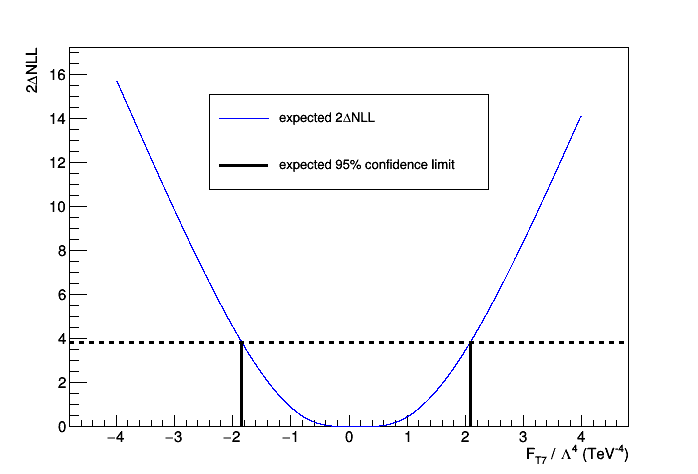 2ΔNLL
16
14
12
10
8
6
4
2
0
expected 2ΔNLL
expected 95% confidence limit
−4 −3 −2 −1 0 1 2 3 4
F_T7 / Λ^4 (TeV^-4)